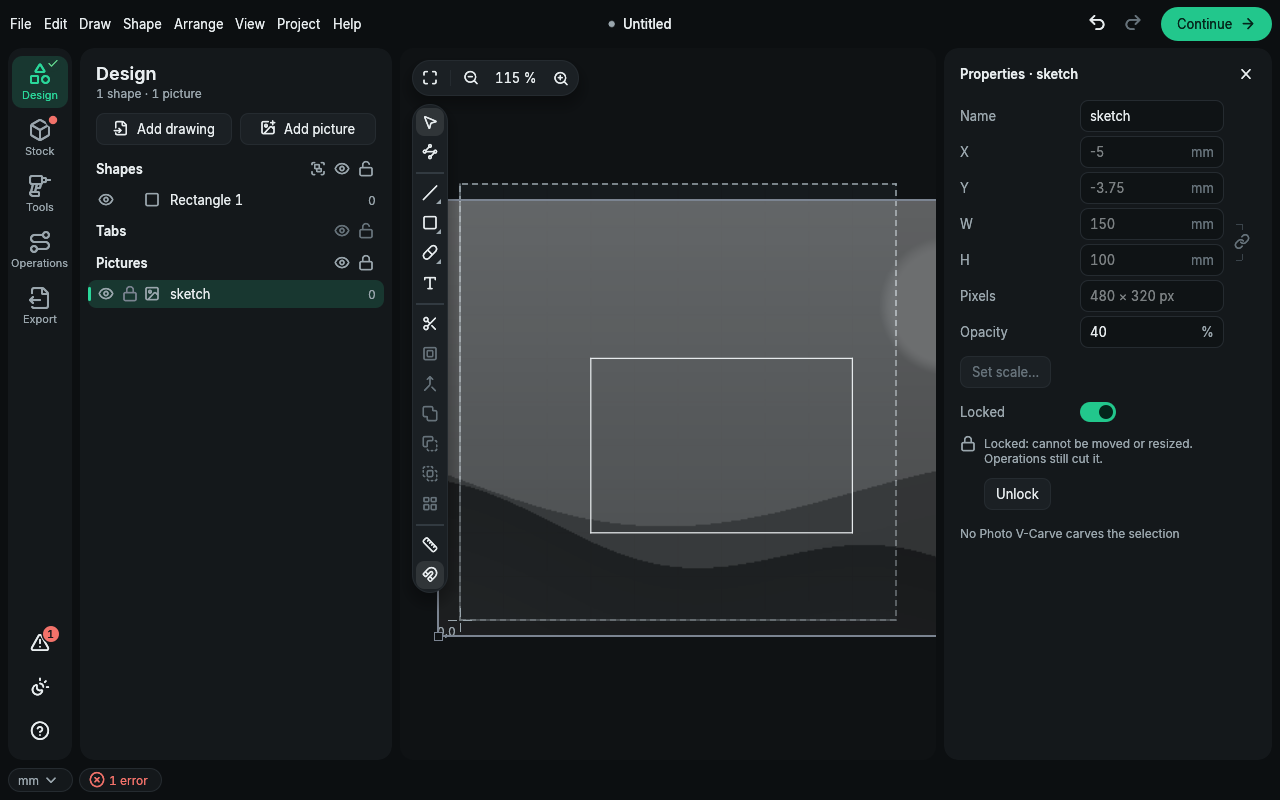 File Edit Draw Shape Arrange View Project Help
Untitled
Continue
Design
Stock
Tools
Operations
Export
1
Design
1 shape · 1 picture
Add drawing
Add picture
Shapes
Rectangle 1
0
Tabs
Pictures
sketch
0
115 %
0,0
Properties · sketch
Name
sketch
X
-5
mm
Y
-3.75
mm
W
150
mm
H
100
mm
Pixels
480 × 320 px
Opacity
40
%
Set scale...
Locked
Locked: cannot be moved or resized.
Operations still cut it.
Unlock
No Photo V-Carve carves the selection
mm
1 error